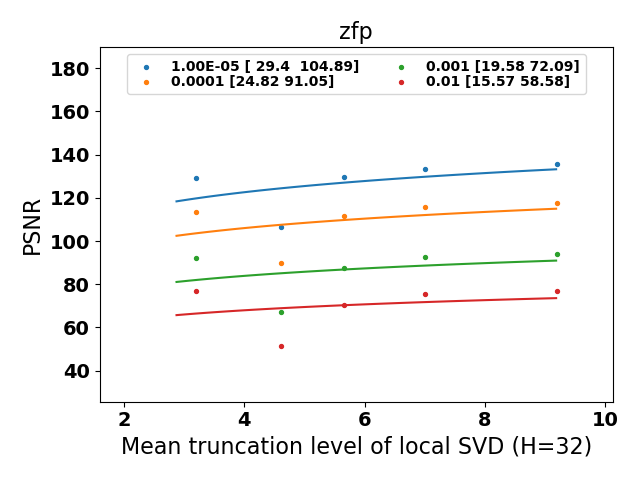 zfp
1.00E-05 [ 29.4  104.89]
0.0001 [24.82 91.05]
0.001 [19.58 72.09]
0.01 [15.57 58.58]
180
160
140
120
100
80
60
40
PSNR
2 4 6 8 10
Mean truncation level of local SVD (H=32)